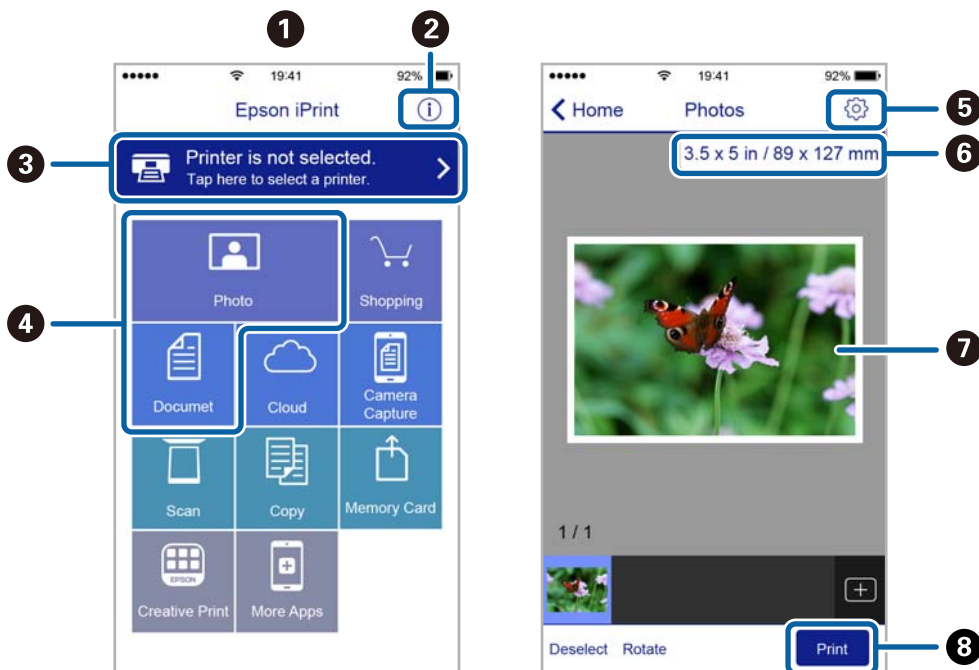 1
2
19:41
92%
Epson iPrint
i
3
Printer is not selected.
Tap here to select a printer.
4
Photo
Shopping
Documet
Cloud
Camera
Capture
Scan
Copy
Memory Card
EPSON
Creative Print
More Apps
19:41
92%
Home
Photos
5
3.5 x 5 in / 89 x 127 mm
6
7
1 / 1
Deselect
Rotate
Print
8